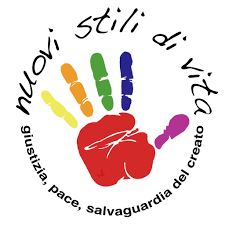 nuovi stili di vita
giustizia, pace, salvaguardia del creato